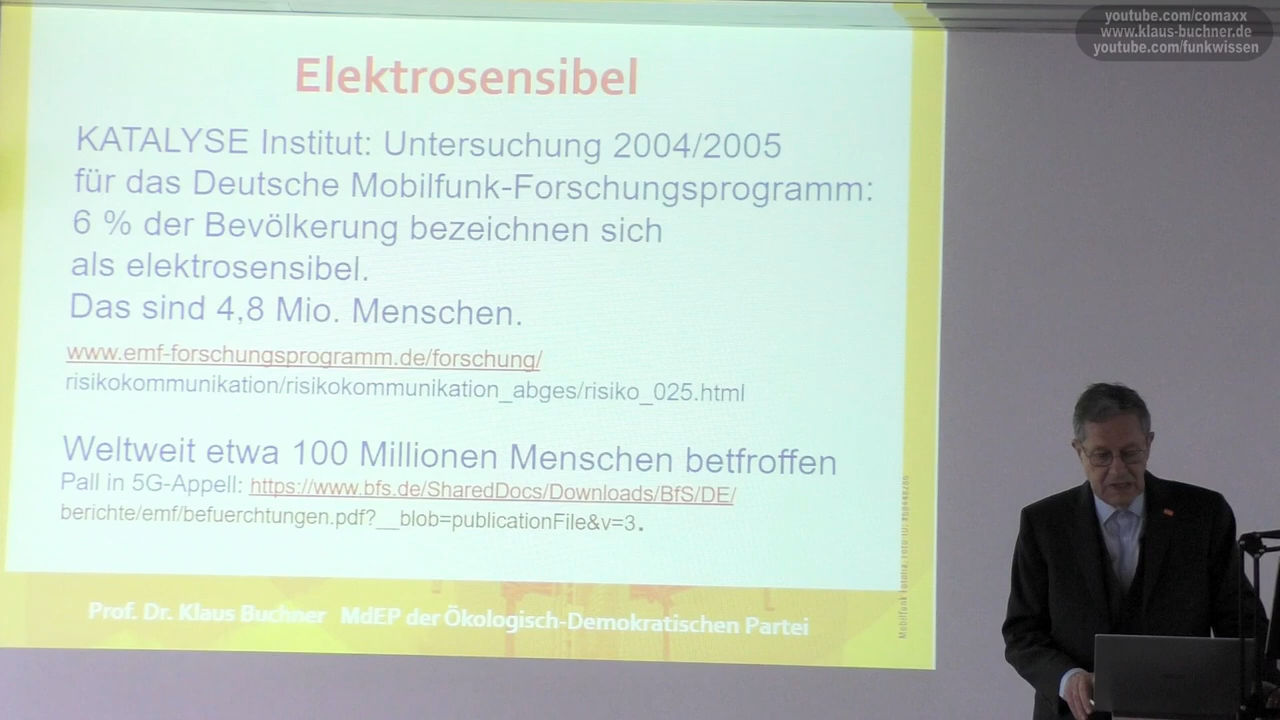 youtube.com/comaxx
www.klaus-buchner.de
youtube.com/funkwissen
Elektrosensibel
KATALYSE Institut: Untersuchung 2004/2005
für das Deutsche Mobilfunk-Forschungsprogramm:
6 % der Bevölkerung bezeichnen sich
als elektrosensibel.
Das sind 4,8 Mio. Menschen.
www.emf-forschungsprogramm.de/forschung/
risikokommunikation/risikokommunikation_abges/risiko_025.html
Weltweit etwa 100 Millionen Menschen betfroffen
Pall in 5G-Appell: https://www.bfs.de/SharedDocs/Downloads/BfS/DE/
berichte/emf/befuerchtungen.pdf?__blob=publicationFile&v=3.
Prof. Dr. Klaus Buchner MdEP der Ökologisch-Demokratischen Partei
Mobilfunk Fotolia